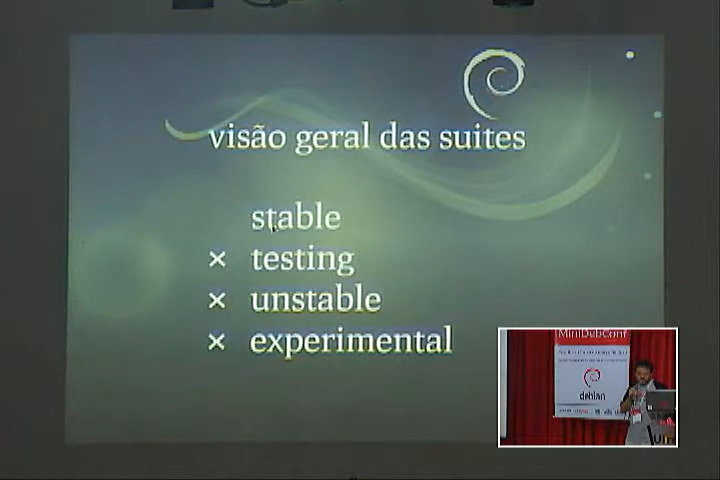 visão geral das suites
stable
× testing
× unstable
× experimental
MiniDebConf
debian